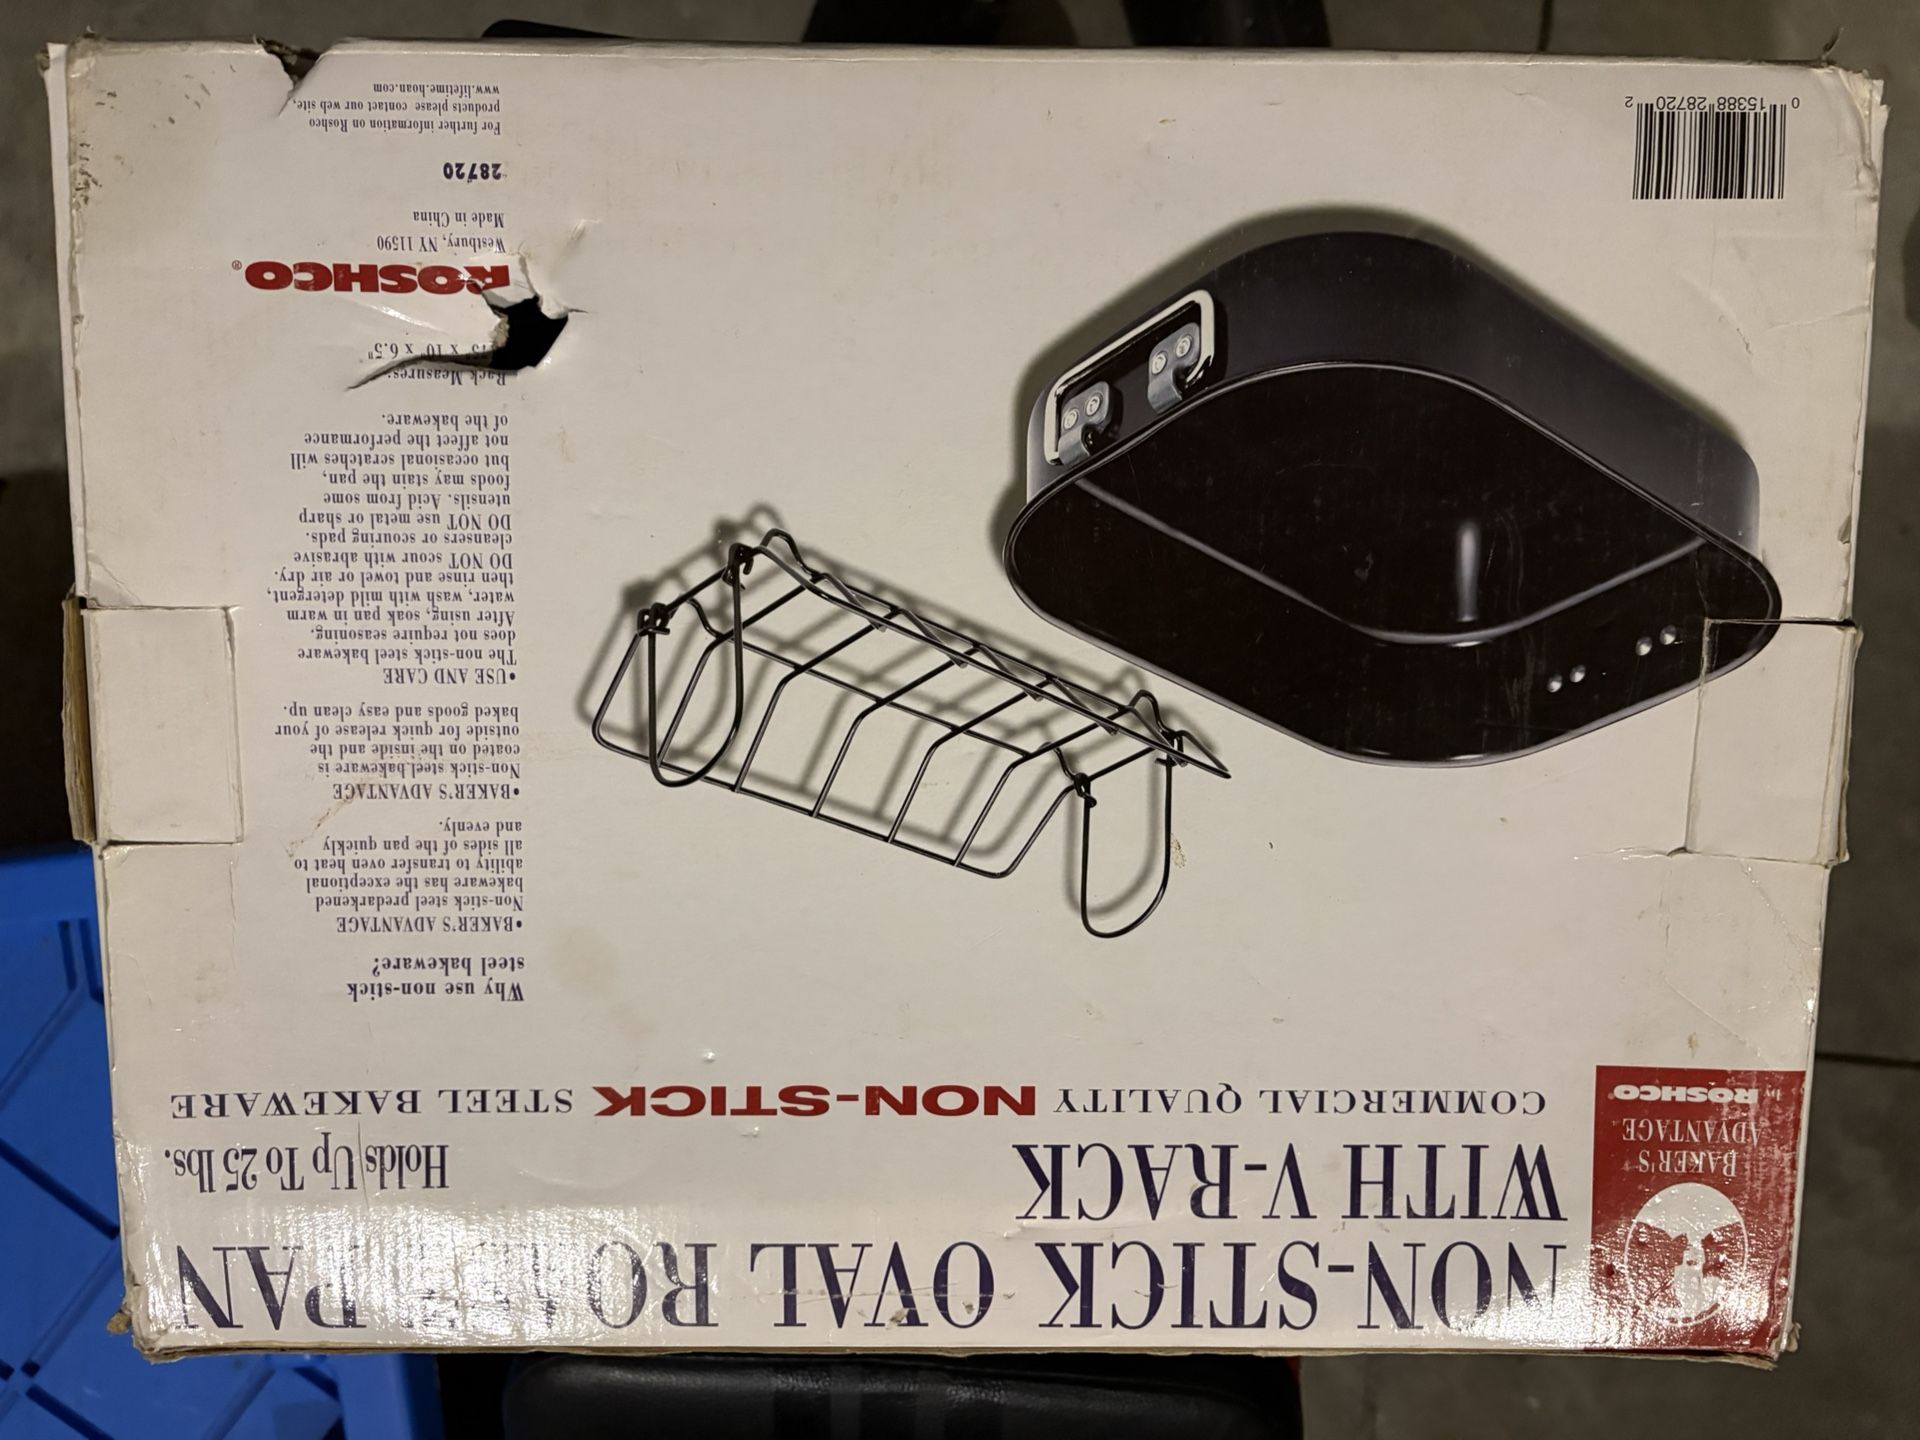 BAKER'S
ADVANTAGE
by ROSHCO®
NON-STICK OVAL PAN
WITH V-RACK
Holds Up To 25 lbs.
COMMERCIAL QUALITY NON-STICK STEEL BAKEWARE
Why use non-stick
steel bakeware?
•BAKER'S ADVANTAGE
Non-stick steel predarkened
bakeware has the exceptional
ability to transfer oven heat to
all sides of the pan quickly
and evenly.
•BAKER'S ADVANTAGE
Non-stick steel bakeware is
coated on the inside and the
outside for quick release of your
baked goods and easy clean up.
•USE AND CARE
The non-stick steel bakeware
does not require seasoning.
After using, soak pan in warm
water, wash with mild detergent,
then rinse and towel or air dry.
DO NOT scour with abrasive
cleansers or scouring pads.
DO NOT use metal or sharp
utensils. Acid from some
foods may stain the pan,
but occasional scratches will
not affect the performance
of the bakeware.
Rack Measures:
x 10" x 6.5"
ROSHCO®
Westbury, NY 11590
Made in China
28720
For further information on Roshco
products please contact our web site,
www.lifetime.hoan.com
0 15388 28720 2